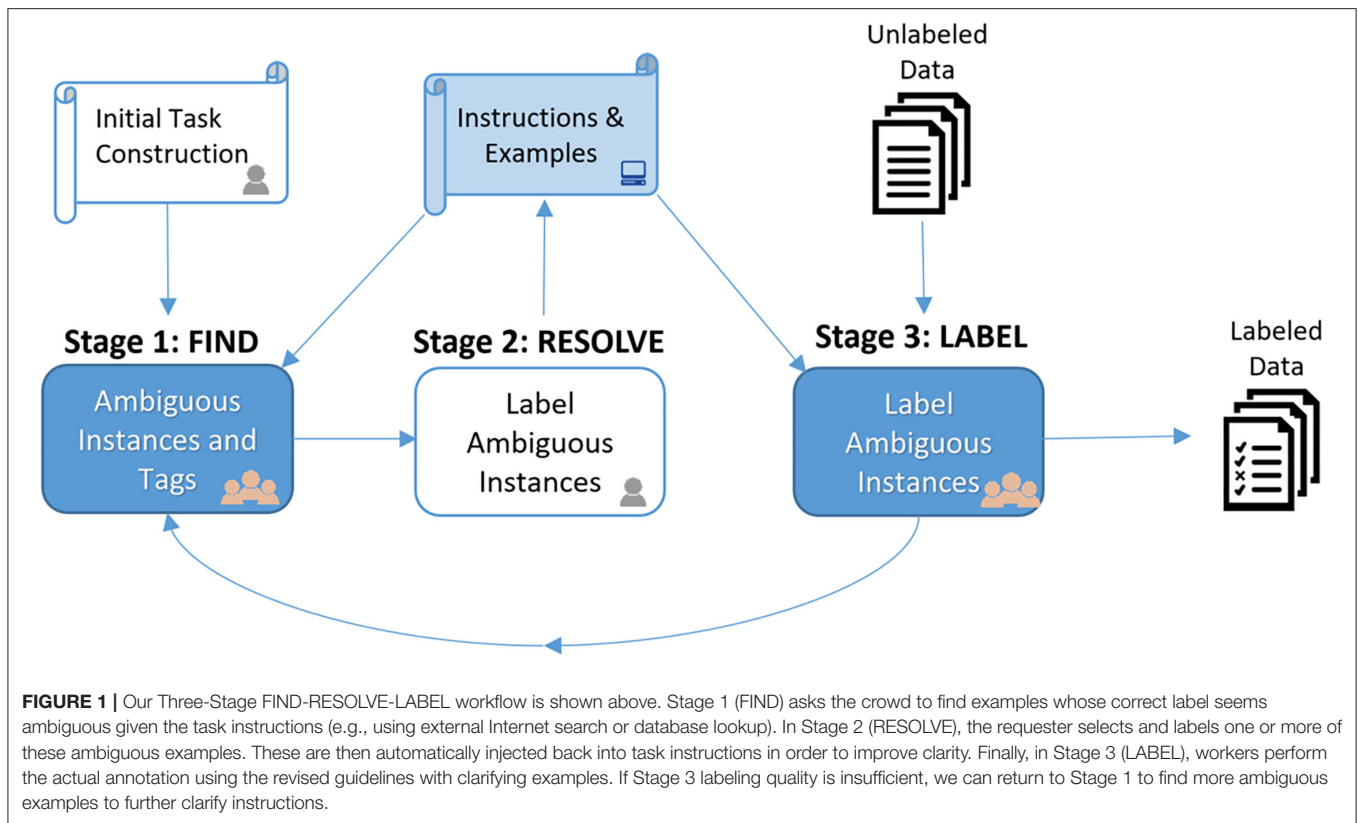 Initial Task
Construction
Instructions &
Examples
Unlabeled
Data
Stage 1: FIND
Ambiguous
Instances and
Tags
Stage 2: RESOLVE
Label
Ambiguous
Instances
Stage 3: LABEL
Label
Ambiguous
Instances
Labeled
Data
FIGURE 1 | Our Three-Stage FIND-RESOLVE-LABEL workflow is shown above. Stage 1 (FIND) asks the crowd to find examples whose correct label seems
ambiguous given the task instructions (e.g., using external Internet search or database lookup). In Stage 2 (RESOLVE), the requester selects and labels one or more of
these ambiguous examples. These are then automatically injected back into task instructions in order to improve clarity. Finally, in Stage 3 (LABEL), workers perform
the actual annotation using the revised guidelines with clarifying examples. If Stage 3 labeling quality is insufficient, we can return to Stage 1 to find more ambiguous
examples to further clarify instructions.